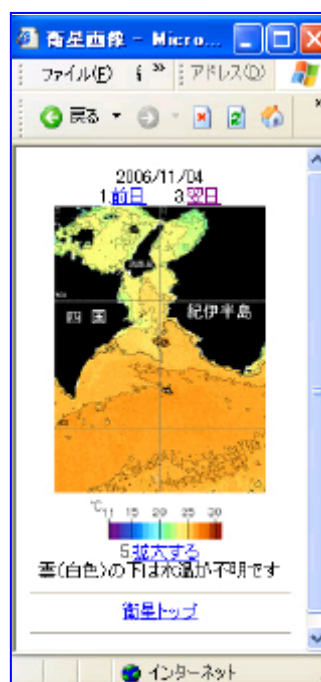 衛星画像 - Micro...
ファイル(F)
アドレス(D)
戻る
2006/11/04
1.前日 3.翌日
四国
紀伊半島
℃
11 15 20 25 30
5.拡大する
雲(白色)の下は水温が不明です
衛星トップ
インターネット